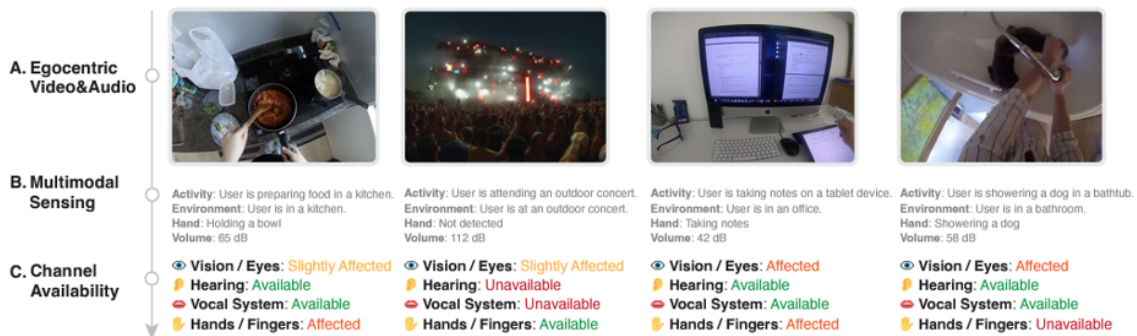 A. Egocentric
Video&Audio
B. Multimodal
Sensing
Activity: User is preparing food in a kitchen.
Environment: User is in a kitchen.
Hand: Holding a bowl
Volume: 65 dB
Activity: User is attending an outdoor concert.
Environment: User is at an outdoor concert.
Hand: Not detected
Volume: 112 dB
Activity: User is taking notes on a tablet device.
Environment: User is in an office.
Hand: Taking notes
Volume: 42 dB
Activity: User is showering a dog in a bathtub.
Environment: User is in a bathroom.
Hand: Showering a dog
Volume: 58 dB
C. Channel
Availability
Vision / Eyes: Slightly Affected
Hearing: Available
Vocal System: Available
Hands / Fingers: Affected
Vision / Eyes: Slightly Affected
Hearing: Unavailable
Vocal System: Unavailable
Hands / Fingers: Available
Vision / Eyes: Affected
Hearing: Available
Vocal System: Available
Hands / Fingers: Affected
Vision / Eyes: Affected
Hearing: Available
Vocal System: Available
Hands / Fingers: Unavailable